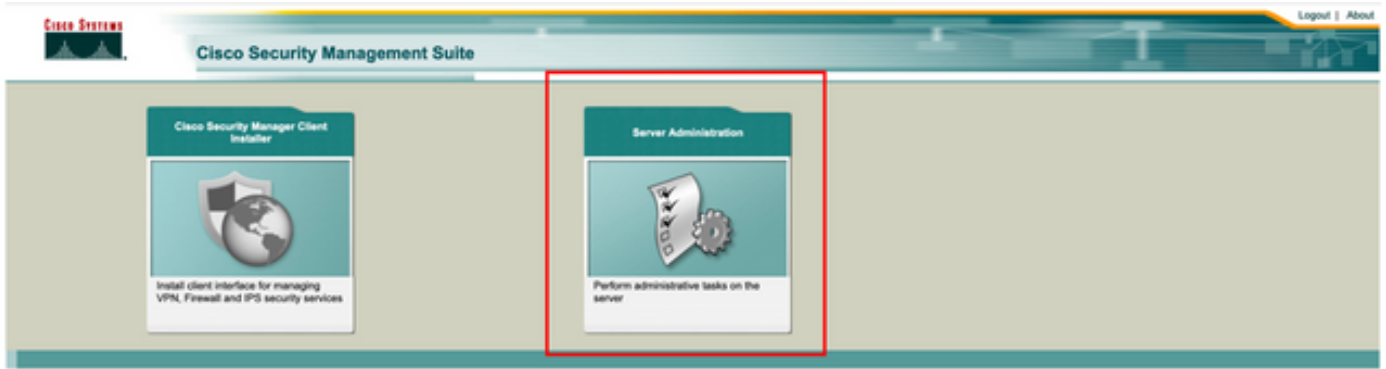 Logout | About
CISCO SYSTEMS
Cisco Security Management Suite
Cisco Security Manager Client
Installer
Install client interface for managing
VPN, Firewall and IPS security services
Server Administration
Perform administrative tasks on the
server